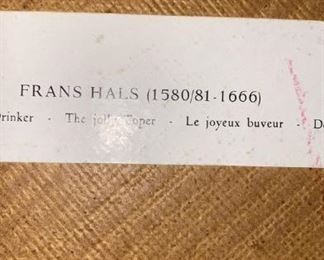 FRANS HALS (1580/81-1666)
rinker - The jolly Toper - Le joyeux buveur - D